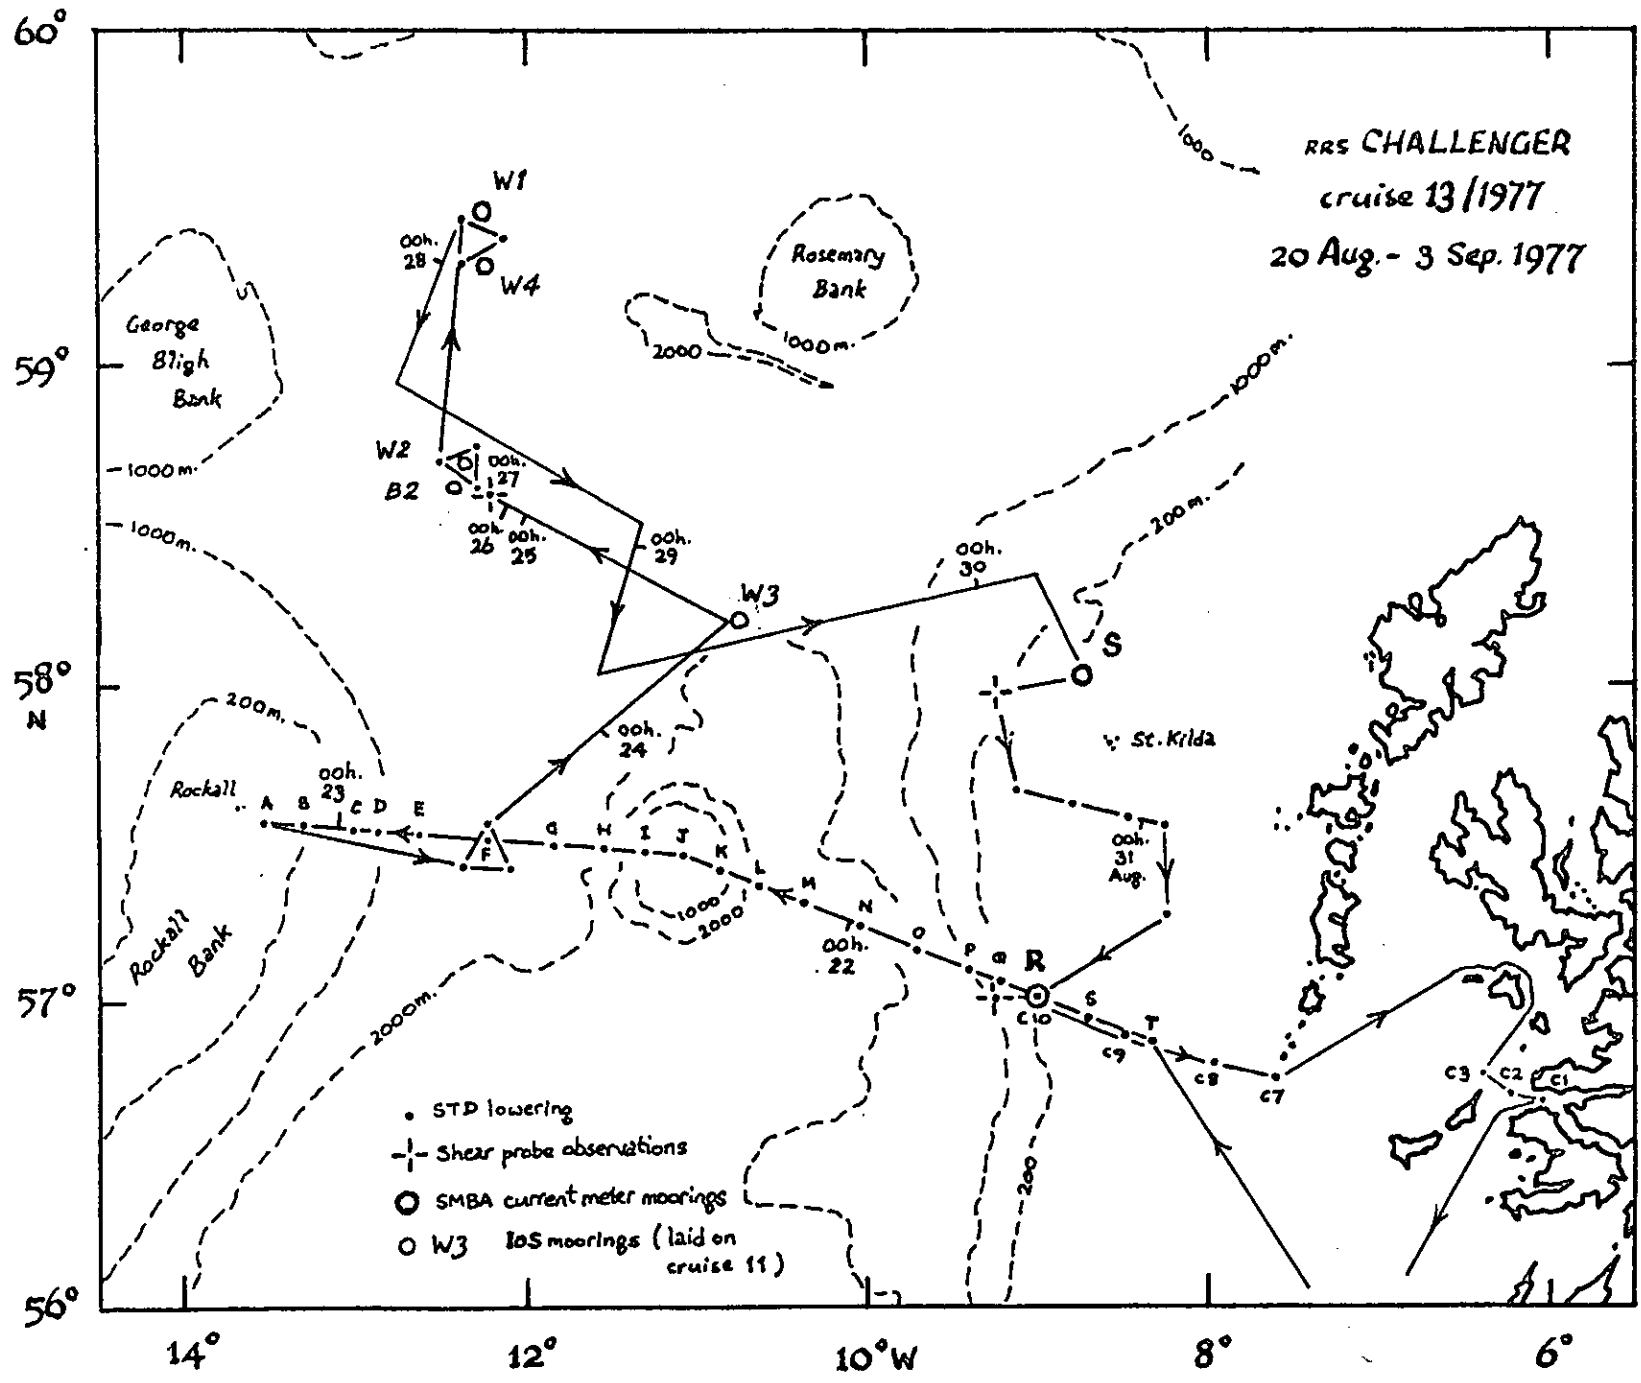 60°
RRS CHALLENGER
cruise 13/1977
20 Aug.- 3 Sep. 1977
1000
W1
00h.
28
W4
Rosemary
Bank
1000m.
2000
George
Bligh
Bank
1000m.
59°
1000m.
W2
B2
00h.
27
00h.
26
00h.
25
1000m.
00h.
29
200m.
00h.
30
W3
S
58°
N
200m.
00h.
24
St. Kilda
Rockall
00h.
23
A B C D E F G H I J K L M N O P Q R S T
1000
2000
00h.
31
Aug.
00h.
22
Rockall
Bank
57°
2000m.
C10
C9
C8
C7
C3 C2 C1
200
STD lowering
Shear probe observations
SMBA current meter moorings
W3 IOS moorings (laid on
cruise 11)
56°
14° 12° 10°W 8° 6°